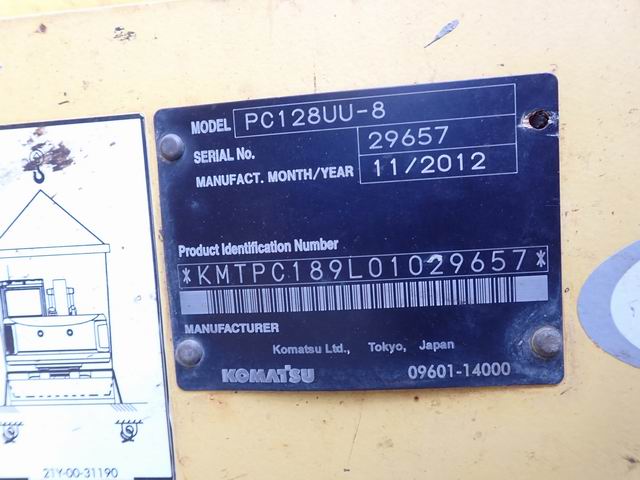 MODEL PC128UU-8
SERIAL No. 29657
MANUFACT. MONTH/YEAR 11/2012
Product Identification Number
*KMTPC189L01029657*
MANUFACTURER
Komatsu Ltd., Tokyo, Japan
KOMATSU 09601-14000
21Y-00-31190